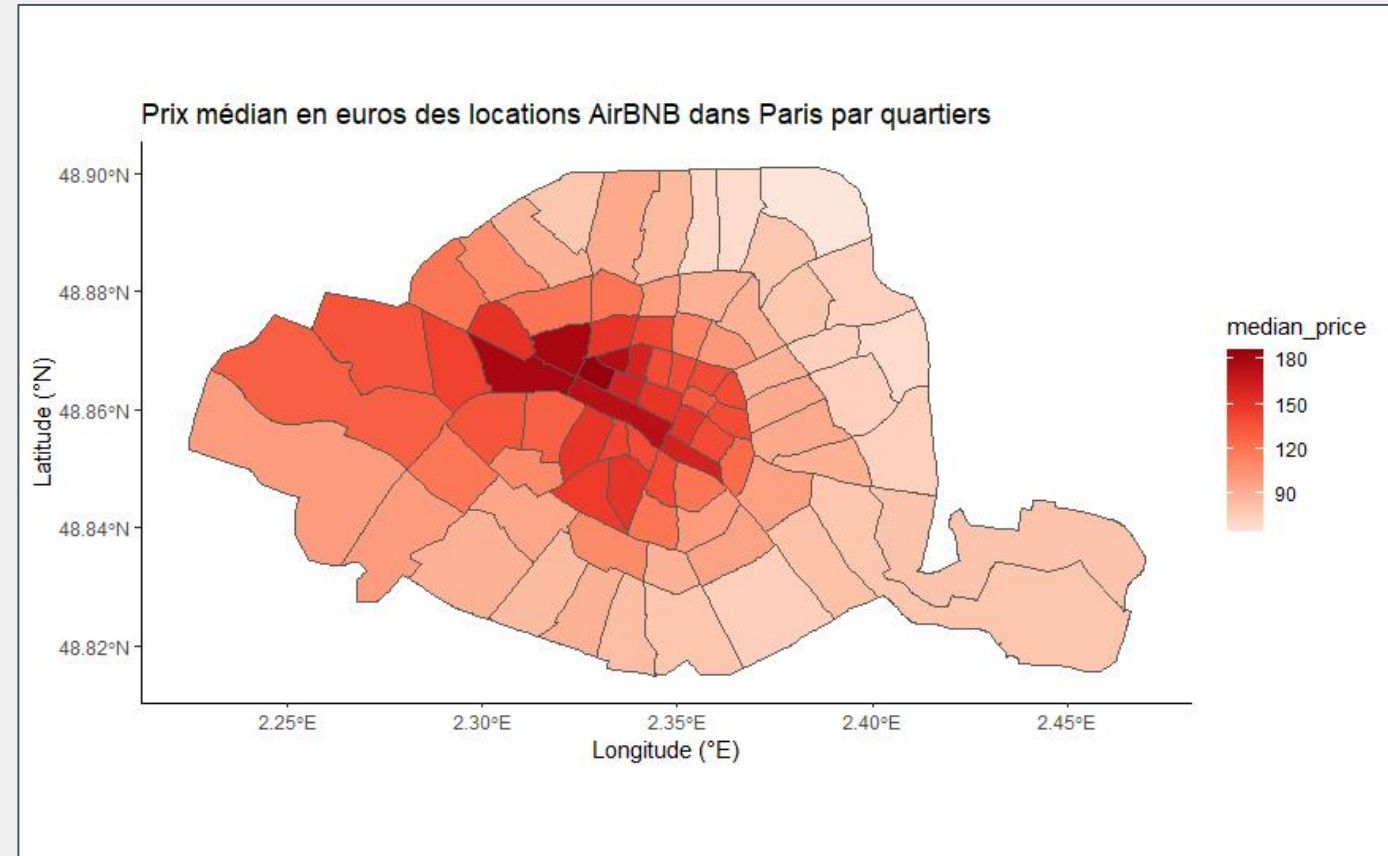 Prix médian en euros des locations AirBNB dans Paris par quartiers
48.90°N
48.88°N
48.86°N
48.84°N
48.82°N
Latitude (°N)
2.25°E 2.30°E 2.35°E 2.40°E 2.45°E
Longitude (°E)
median_price
180
150
120
90